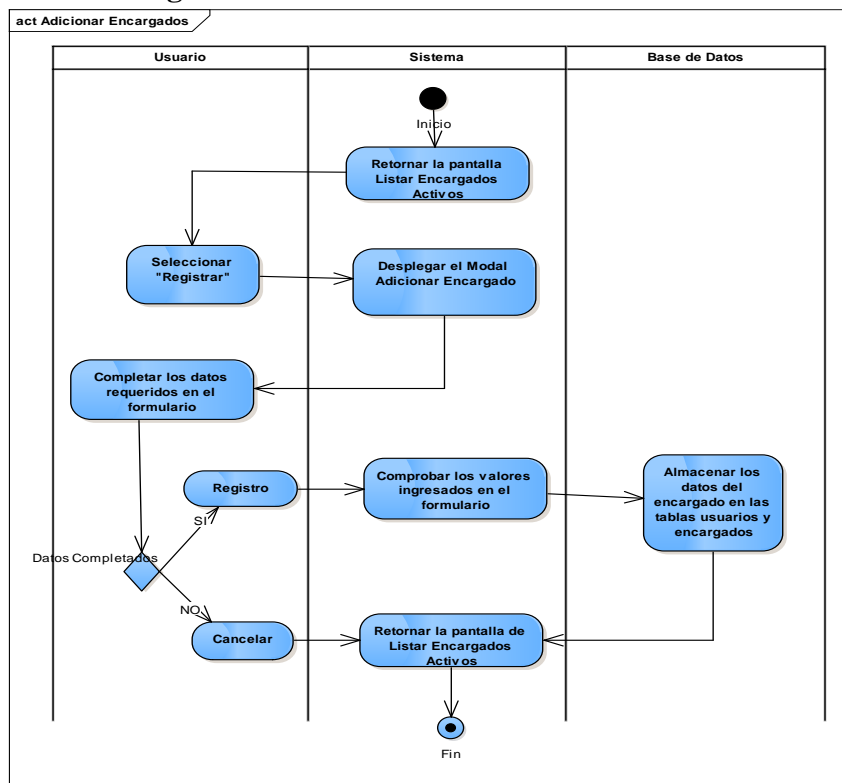 act Adicionar Encargados
Usuario
Sistema
Base de Datos
Inicio
Retornar la pantalla
Listar Encargados
Activos
Seleccionar
"Registrar"
Desplegar el Modal
Adicionar Encargado
Completar los datos
requeridos en el
formulario
Registro
Comprobar los valores
ingresados en el
formulario
Almacenar los
datos del
encargado en las
tablas usuarios y
encargados
SI
Datos Completados
NO
Cancelar
Retornar la pantalla de
Listar Encargados
Activos
Fin